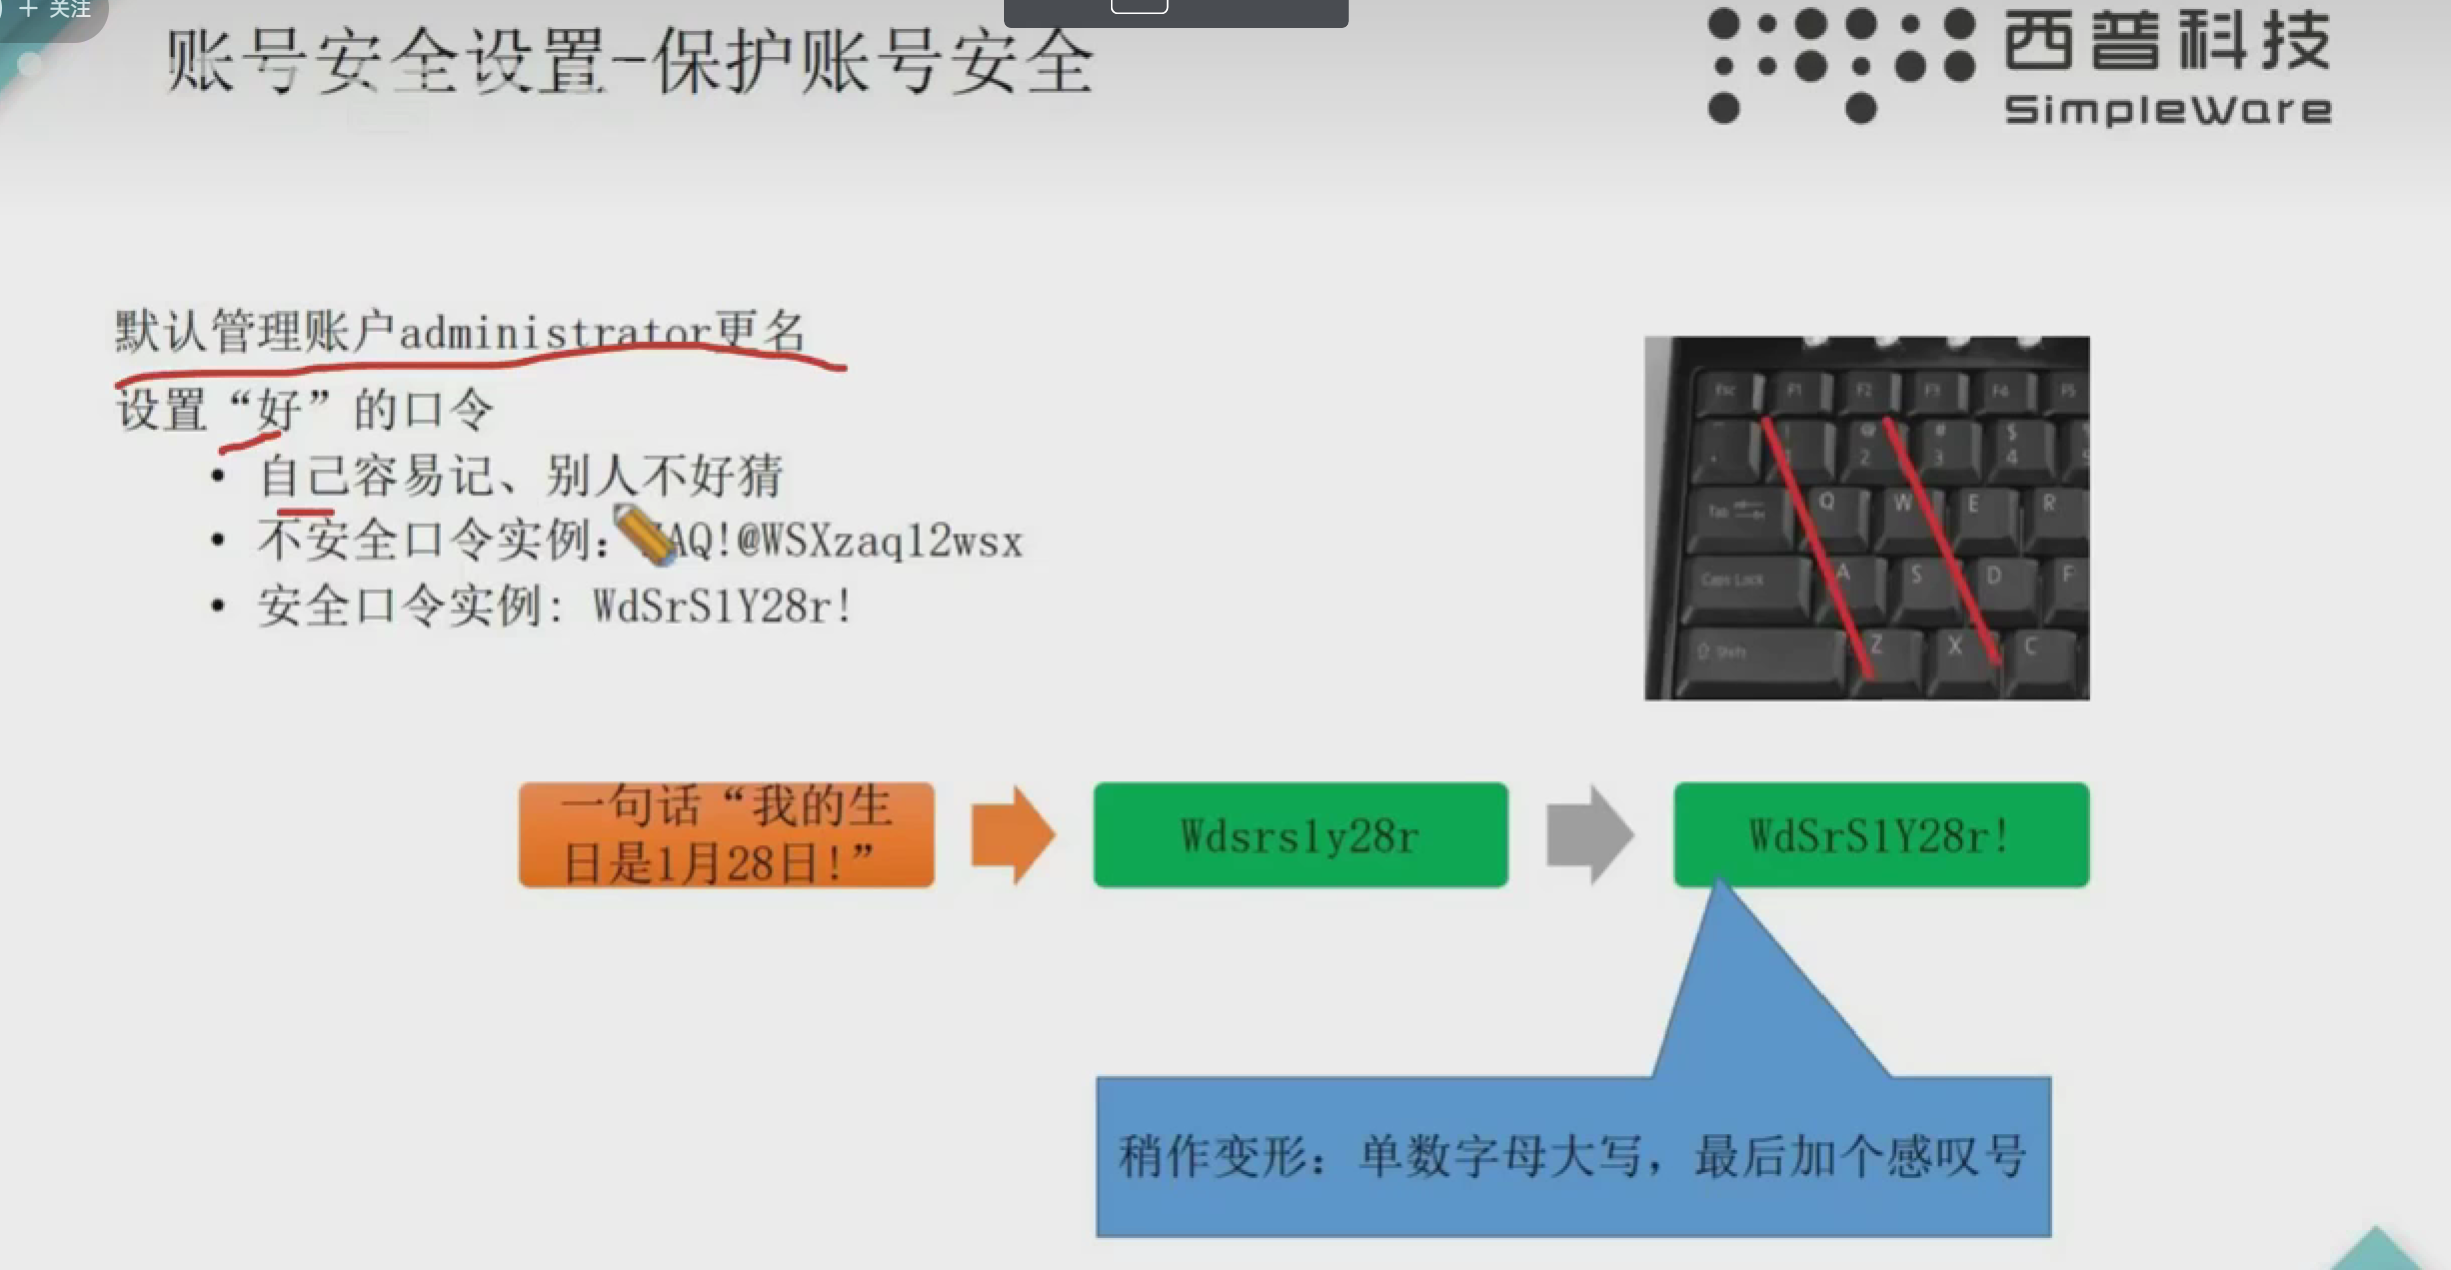 + 关注
账号安全设置-保护账号安全
西普科技
SimpleWare
默认管理账户administrator更名
设置“好”的口令
• 自己容易记、别人不好猜
• 不安全口令实例：ZAQ!@WSXzaq12wsx
• 安全口令实例: WdSrS1Y28r!
Esc F1 F2 F3 F4 F5
! 1 @ 2 # 3 $ 4
Tab Q W E R
Caps Lock A S D F
Shift Z X C
一句话“我的生
日是1月28日!”
Wdsrs1y28r
WdSrS1Y28r!
稍作变形：单数字母大写，最后加个感叹号